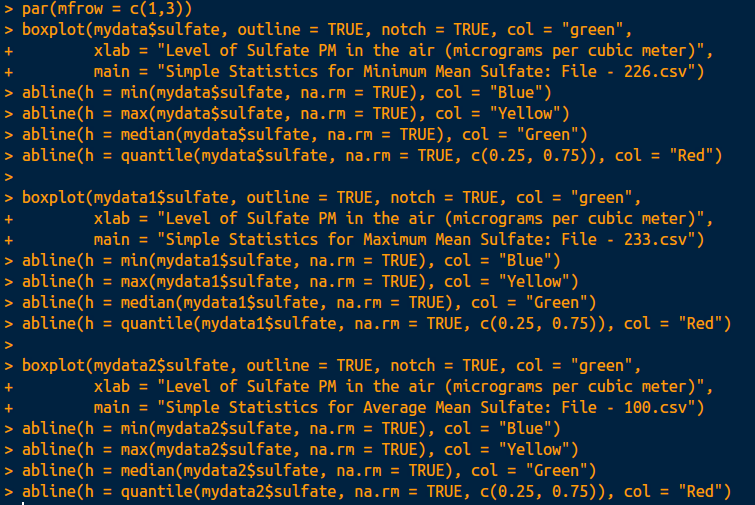 > par(mfrow = c(1,3))
> boxplot(mydata$sulfate, outline = TRUE, notch = TRUE, col = "green",
+         xlab = "Level of Sulfate PM in the air (micrograms per cubic meter)",
+         main = "Simple Statistics for Minimum Mean Sulfate: File - 226.csv")
> abline(h = min(mydata$sulfate, na.rm = TRUE), col = "Blue")
> abline(h = max(mydata$sulfate, na.rm = TRUE), col = "Yellow")
> abline(h = median(mydata$sulfate, na.rm = TRUE), col = "Green")
> abline(h = quantile(mydata$sulfate, na.rm = TRUE, c(0.25, 0.75)), col = "Red")
>
> boxplot(mydata1$sulfate, outline = TRUE, notch = TRUE, col = "green",
+         xlab = "Level of Sulfate PM in the air (micrograms per cubic meter)",
+         main = "Simple Statistics for Maximum Mean Sulfate: File - 233.csv")
> abline(h = min(mydata1$sulfate, na.rm = TRUE), col = "Blue")
> abline(h = max(mydata1$sulfate, na.rm = TRUE), col = "Yellow")
> abline(h = median(mydata1$sulfate, na.rm = TRUE), col = "Green")
> abline(h = quantile(mydata1$sulfate, na.rm = TRUE, c(0.25, 0.75)), col = "Red")
>
> boxplot(mydata2$sulfate, outline = TRUE, notch = TRUE, col = "green",
+         xlab = "Level of Sulfate PM in the air (micrograms per cubic meter)",
+         main = "Simple Statistics for Average Mean Sulfate: File - 100.csv")
> abline(h = min(mydata2$sulfate, na.rm = TRUE), col = "Blue")
> abline(h = max(mydata2$sulfate, na.rm = TRUE), col = "Yellow")
> abline(h = median(mydata2$sulfate, na.rm = TRUE), col = "Green")
> abline(h = quantile(mydata2$sulfate, na.rm = TRUE, c(0.25, 0.75)), col = "Red")